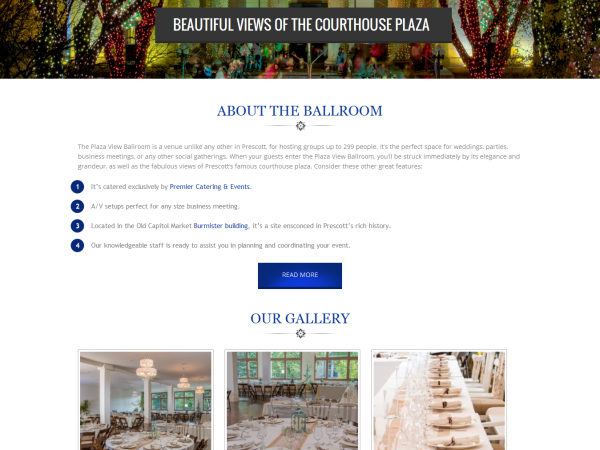 BEAUTIFUL VIEWS OF THE COURTHOUSE PLAZA
ABOUT THE BALLROOM
The Plaza View Ballroom is a venue unlike any other in Prescott, for hosting groups up to 299 people, it's the perfect space for weddings, parties,
business meetings, or any other social gatherings. When your guests enter the Plaza View Ballroom, you'll be struck immediately by its elegance and
grandeur, as well as the fabulous views of Prescott's famous courthouse plaza. Consider these other great features:
1 It's catered exclusively by Premier Catering & Events.
2 A/V setups perfect for any size business meeting.
3 Located in the Old Capitol Market Burmister building, it's a site ensconced in Prescott's rich history.
4 Our knowledgeable staff is ready to assist you in planning and coordinating your event.
READ MORE
OUR GALLERY